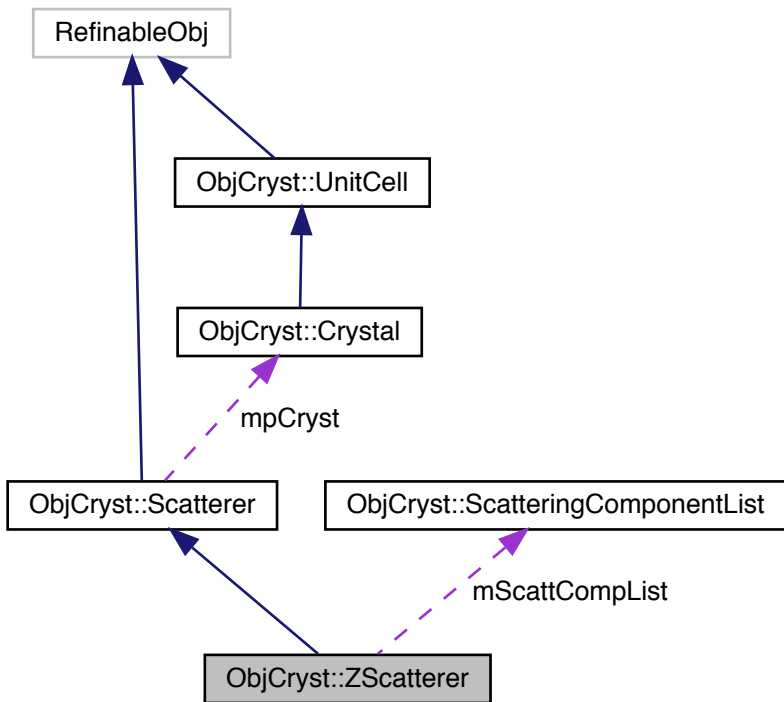 RefinableObj
ObjCryst::UnitCell
ObjCryst::Crystal
mpCryst
ObjCryst::Scatterer
ObjCryst::ScatteringComponentList
mScattCompList
ObjCryst::ZScatterer